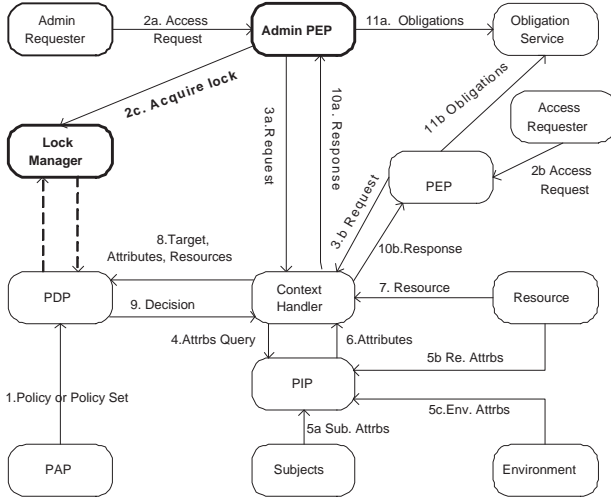 Admin
Requester
2a. Access
Request
Admin PEP
11a. Obligations
Obligation
Service
2c. Acquire lock
3a.Request
10a. Response
11b Obligations
Access
Requester
Lock
Manager
PEP
2b Access
Request
3.b Request
10b.Response
8.Target,
Attributes, Resources
PDP
9. Decision
Context
Handler
7. Resource
Resource
4.Attrbs Query
6.Attributes
5b Re. Attrbs
PIP
1.Policy or Policy Set
5a Sub. Attrbs
5c.Env. Attrbs
PAP
Subjects
Environment